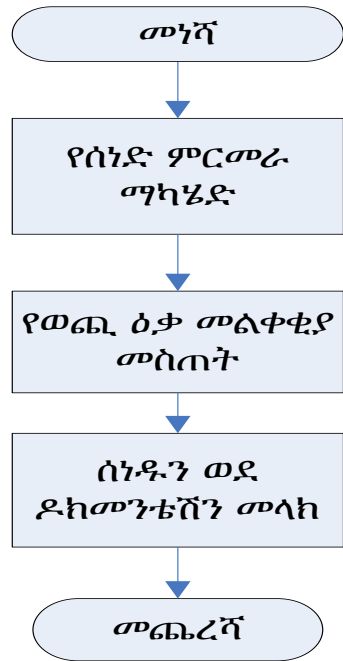 መነሻ
የሰነድ ምርመራ
ማካሄድ
የወጪ ዕቃ መልቀቂያ
መስጠት
ሰነዱን ወደ
ዶክመንቴሽን መላክ
መጨረሻ